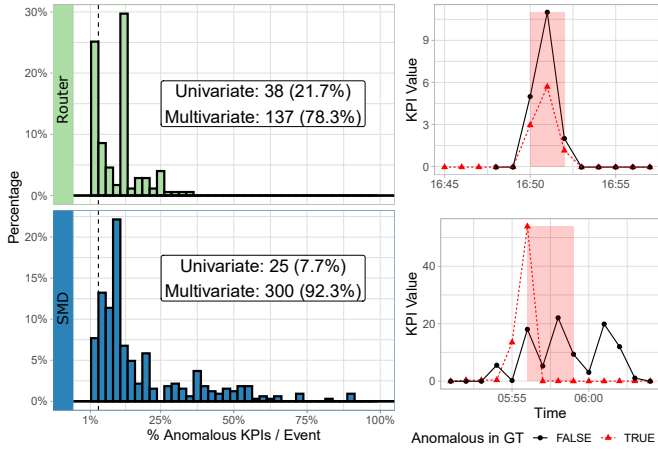 Percentage
Router
30%
20%
10%
0%
Univariate: 38 (21.7%)
Multivariate: 137 (78.3%)
SMD
20%
15%
10%
5%
0%
Univariate: 25 (7.7%)
Multivariate: 300 (92.3%)
1%
25%
50%
75%
100%
% Anomalous KPIs / Event
KPI Value
9
6
3
0
16:45
16:50
16:55
KPI Value
40
20
0
05:55
06:00
Time
Anomalous in GT
FALSE
TRUE